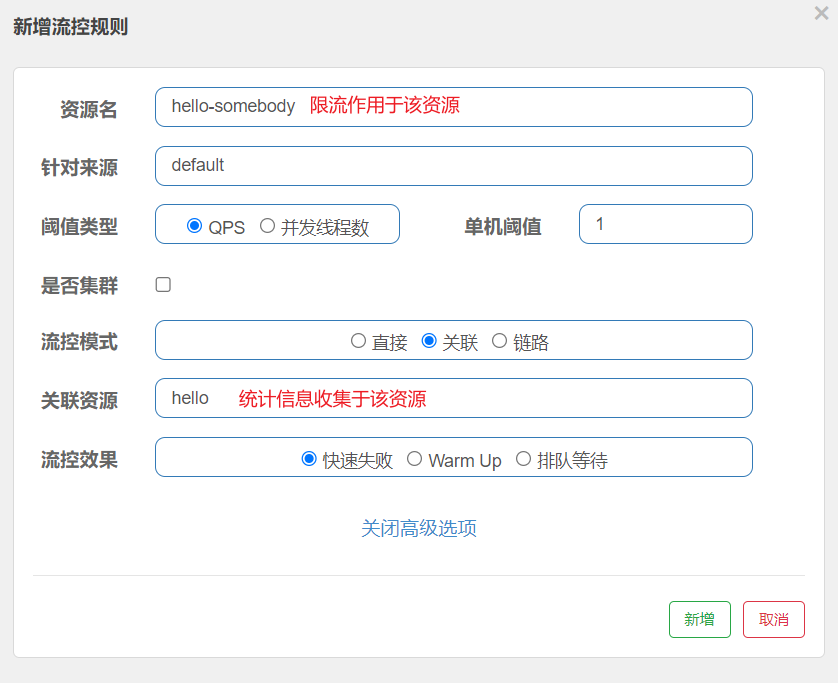 新增流控规则
×
资源名 hello-somebody 限流作用于该资源
针对来源 default
阈值类型 QPS 并发线程数 单机阈值 1
是否集群
流控模式 直接 关联 链路
关联资源 hello 统计信息收集于该资源
流控效果 快速失败 Warm Up 排队等待
关闭高级选项
新增 取消